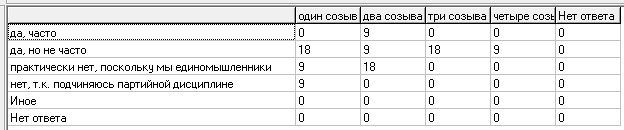 один созыв два созыва три созыва четыре созы Нет ответа
да, часто 0 9 0 0 0
да, но не часто 18 9 18 9 0
практически нет, поскольку мы единомышленники 9 18 0 0 0
нет, т.к. подчиняюсь партийной дисциплине 9 0 0 0 0
Иное 0 0 0 0 0
Нет ответа 0 0 0 0 0